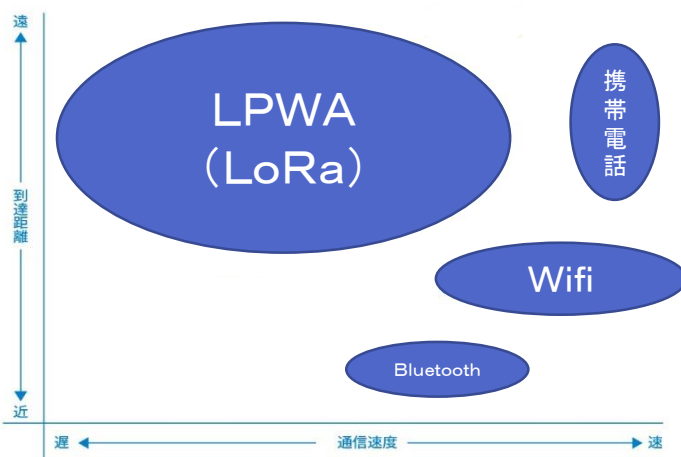 遠
到達距離
近
LPWA
（LoRa）
携帯電話
Wifi
Bluetooth
遅
通信速度
速